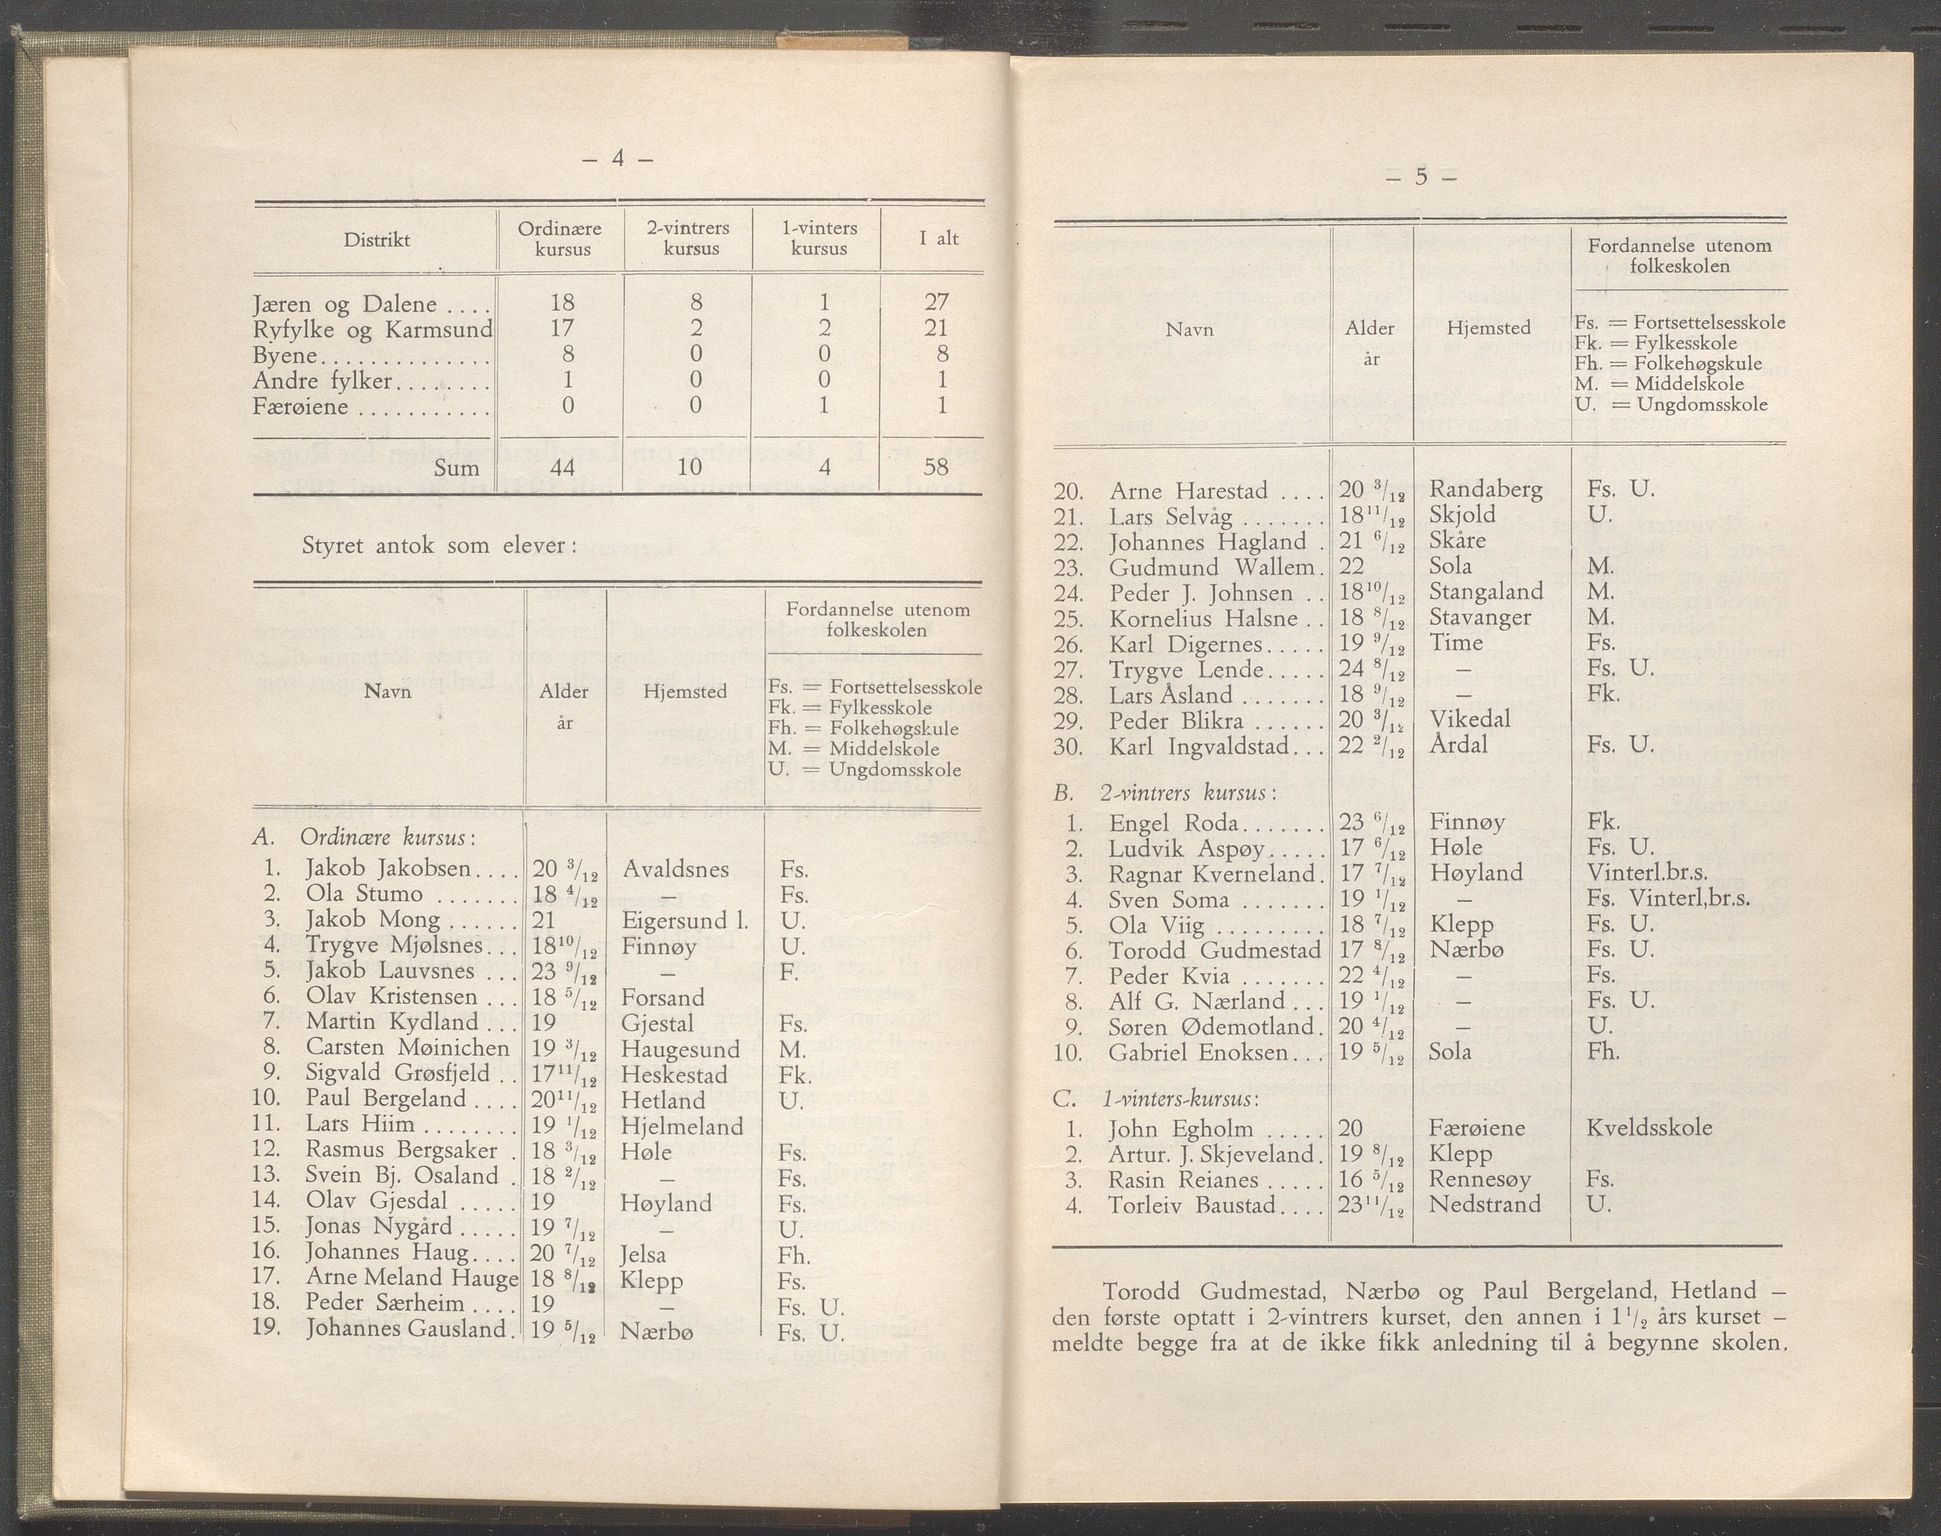 – 4 –
Distrikt | Ordinære kursus | 2-vintrers kursus | 1-vinters kursus | I alt
Jæren og Dalene .... 18 8 1 27
Ryfylke og Karmsund 17 2 2 21
Byene.............. 8 0 0 8
Andre fylker........ 1 0 0 1
Færøiene ........... 0 0 1 1
Sum 44 10 4 58
Styret antok som elever:
Navn | Alder år | Hjemsted | Fordannelse utenom folkeskolen
Fs. = Fortsettelsesskole
Fk. = Fylkesskole
Fh. = Folkehøgskule
M. = Middelskole
U. = Ungdomsskole
A. Ordinære kursus:
1. Jakob Jakobsen.... 20 3/12 Avaldsnes Fs.
2. Ola Stumo ....... 18 4/12 – Fs.
3. Jakob Mong ...... 21 Eigersund l. U.
4. Trygve Mjølsnes... 18 10/12 Finnøy U.
5. Jakob Lauvsnes ... 23 9/12 – F.
6. Olav Kristensen ... 18 5/12 Forsand
7. Martin Kydland ... 19 Gjestal Fs.
8. Carsten Møinichen 19 3/12 Haugesund M.
9. Sigvald Grøsfjeld .. 17 11/12 Heskestad Fk.
10. Paul Bergeland .... 20 11/12 Hetland U.
11. Lars Hiim ........ 19 1/12 Hjelmeland
12. Rasmus Bergsaker . 18 3/12 Høle Fs.
13. Svein Bj. Osaland . 18 2/12 – Fs.
14. Olav Gjesdal ..... 19 Høyland Fs.
15. Jonas Nygård ..... 19 7/12 – U.
16. Johannes Haug.... 20 7/12 Jelsa Fh.
17. Arne Meland Hauge 18 8/12 Klepp Fs.
18. Peder Særheim .... 19 – Fs. U.
19. Johannes Gausland. 19 5/12 Nærbø Fs. U.
– 5 –
Navn | Alder år | Hjemsted | Fordannelse utenom folkeskolen
Fs. = Fortsettelsesskole
Fk. = Fylkesskole
Fh. = Folkehøgskule
M. = Middelskole
U. = Ungdomsskole
20. Arne Harestad .... 20 3/12 Randaberg Fs. U.
21. Lars Selvåg ....... 18 11/12 Skjold U.
22. Johannes Hagland . 21 6/12 Skåre
23. Gudmund Wallem. 22 Sola M.
24. Peder J. Johnsen .. 18 10/12 Stangaland M.
25. Kornelius Halsne .. 18 8/12 Stavanger M.
26. Karl Digernes..... 19 9/12 Time Fs.
27. Trygve Lende..... 24 8/12 – Fs. U.
28. Lars Åsland ....... 18 9/12 – Fk.
29. Peder Blikra ...... 20 3/12 Vikedal
30. Karl Ingvaldstad... 22 2/12 Årdal Fs. U.
B. 2-vintrers kursus:
1. Engel Roda....... 23 6/12 Finnøy Fk.
2. Ludvik Aspøy..... 17 6/12 Høle Fs. U.
3. Ragnar Kverneland. 17 7/12 Høyland Vinterl.br.s.
4. Sven Soma ....... 19 1/12 – Fs. Vinterl,br.s.
5. Ola Viig ......... 18 7/12 Klepp Fs. U.
6. Torodd Gudmestad 17 8/12 Nærbø Fs. U.
7. Peder Kvia ....... 22 4/12 – Fs.
8. Alf G. Nærland ... 19 1/12 – Fs. U.
9. Søren Ødemotland. 20 4/12 – U.
10. Gabriel Enoksen... 19 5/12 Sola Fh.
C. 1-vinters-kursus:
1. John Egholm ..... 20 Færøiene Kveldsskole
2. Artur. J. Skjeveland. 19 8/12 Klepp
3. Rasin Reianes ..... 16 5/12 Rennesøy Fs.
4. Torleiv Baustad.... 23 11/12 Nedstrand U.
Torodd Gudmestad, Nærbø og Paul Bergeland, Hetland –
den første optatt i 2-vintrers kurset, den annen i 1 1/2 års kurset –
meldte begge fra at de ikke fikk anledning til å begynne skolen.